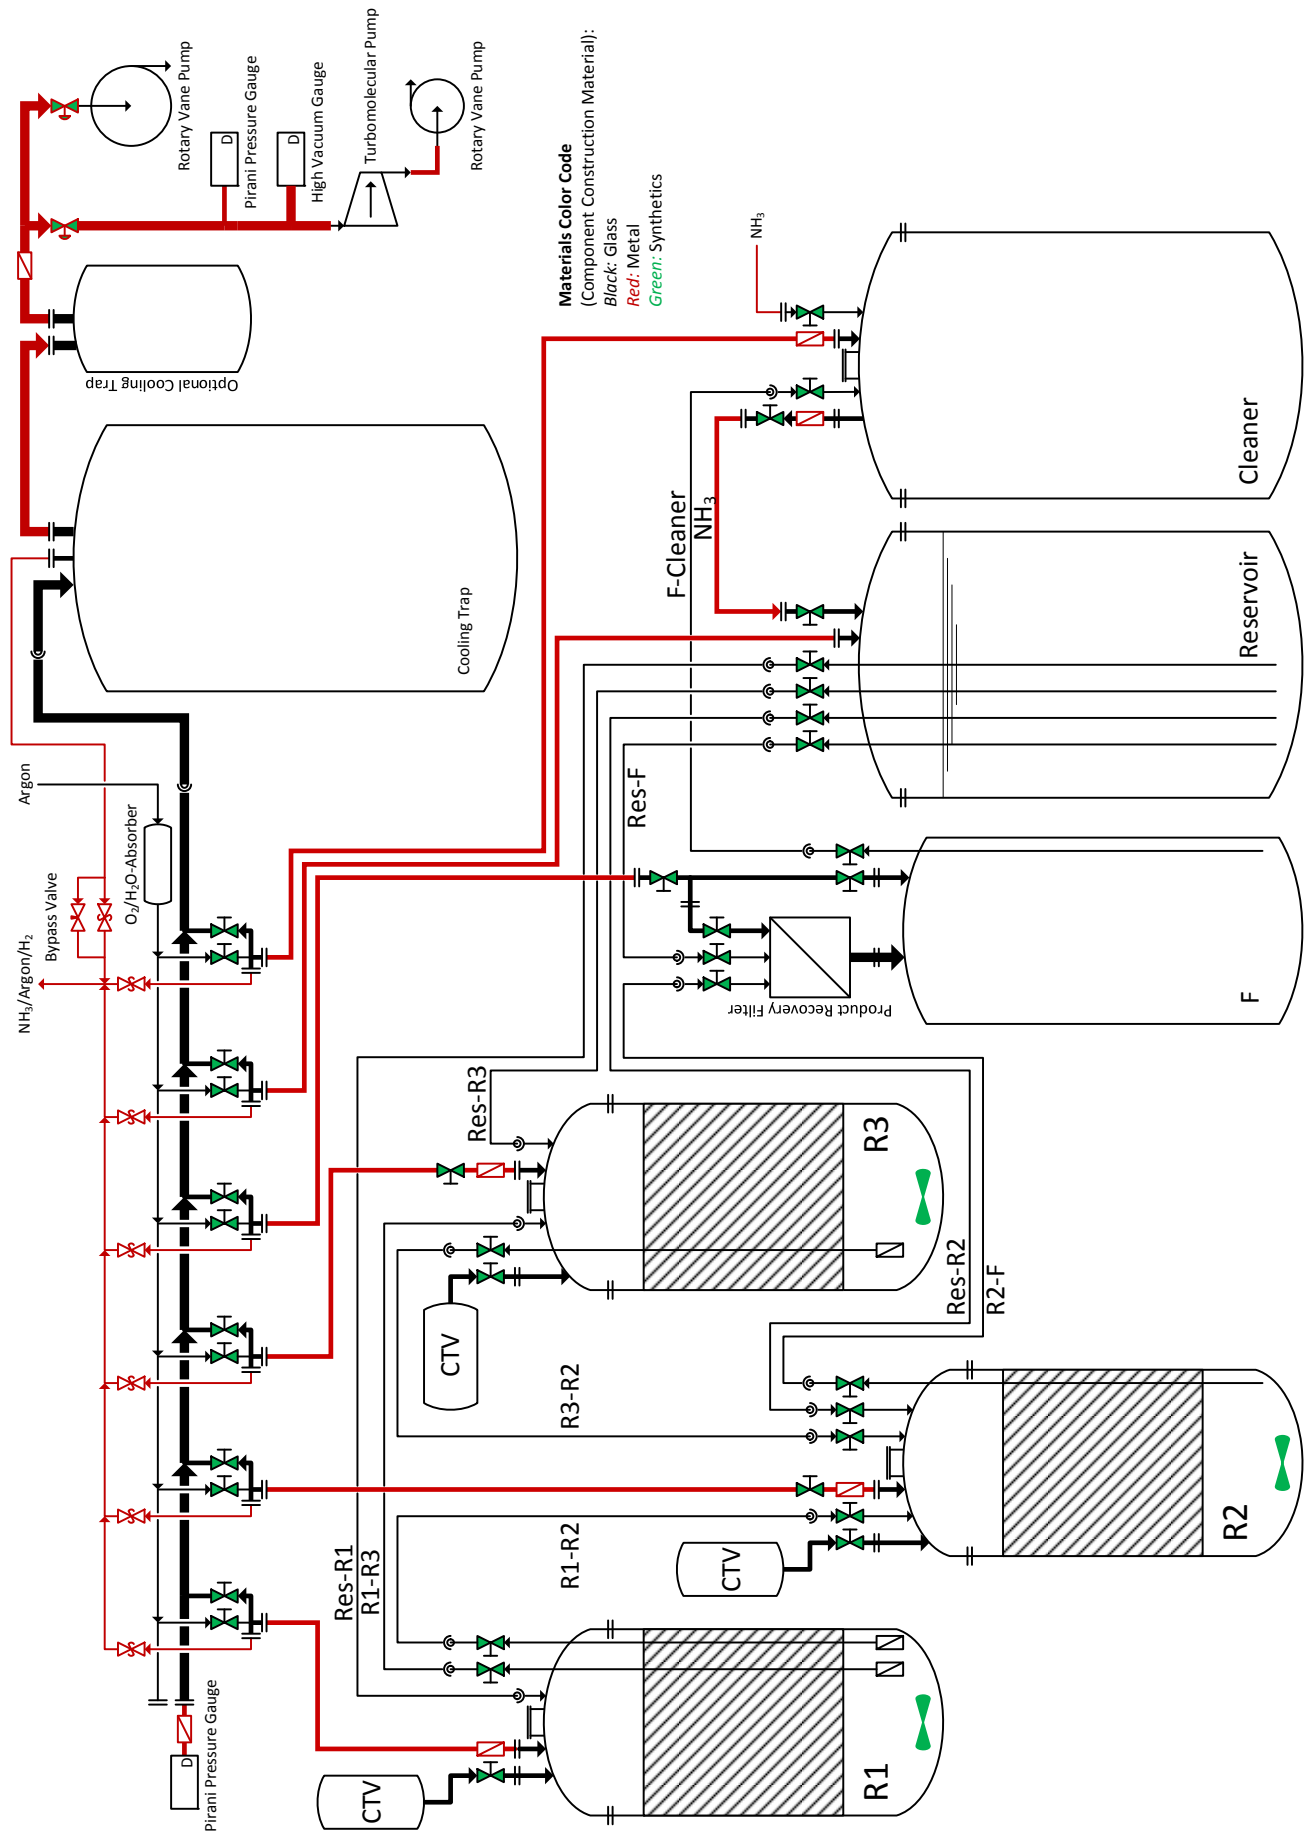 Rotary Vane Pump
Pirani Pressure Gauge
D
High Vacuum Gauge
D
Turbomolecular Pump
Rotary Vane Pump
Optional Cooling Trap
Cooling Trap
Materials Color Code
(Component Construction Material):
Black: Glass
Red: Metal
Green: Synthetics
NH₃
Argon
O₂/H₂O-Absorber
Bypass Valve
NH₃/Argon/H₂
F-Cleaner
NH₃
Cleaner
Reservoir
Res-F
Product Recovery Filter
F
Res-R3
R3
CTV
R3-R2
Res-R2
R2-F
R1-R2
CTV
R2
Res-R1
R1-R3
Pirani Pressure Gauge
D
CTV
R1